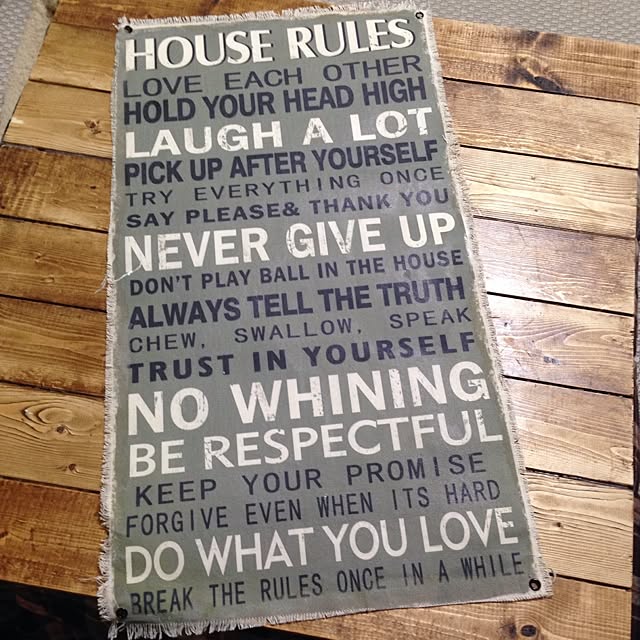 HOUSE RULES
LOVE EACH OTHER
HOLD YOUR HEAD HIGH
LAUGH A LOT
PICK UP AFTER YOURSELF
TRY EVERYTHING ONCE
SAY PLEASE& THANK YOU
NEVER GIVE UP
DON'T PLAY BALL IN THE HOUSE
ALWAYS TELL THE TRUTH
CHEW, SWALLOW, SPEAK
TRUST IN YOURSELF
NO WHINING
BE RESPECTFUL
KEEP YOUR PROMISE
FORGIVE EVEN WHEN ITS HARD
DO WHAT YOU LOVE
BREAK THE RULES ONCE IN A WHILE